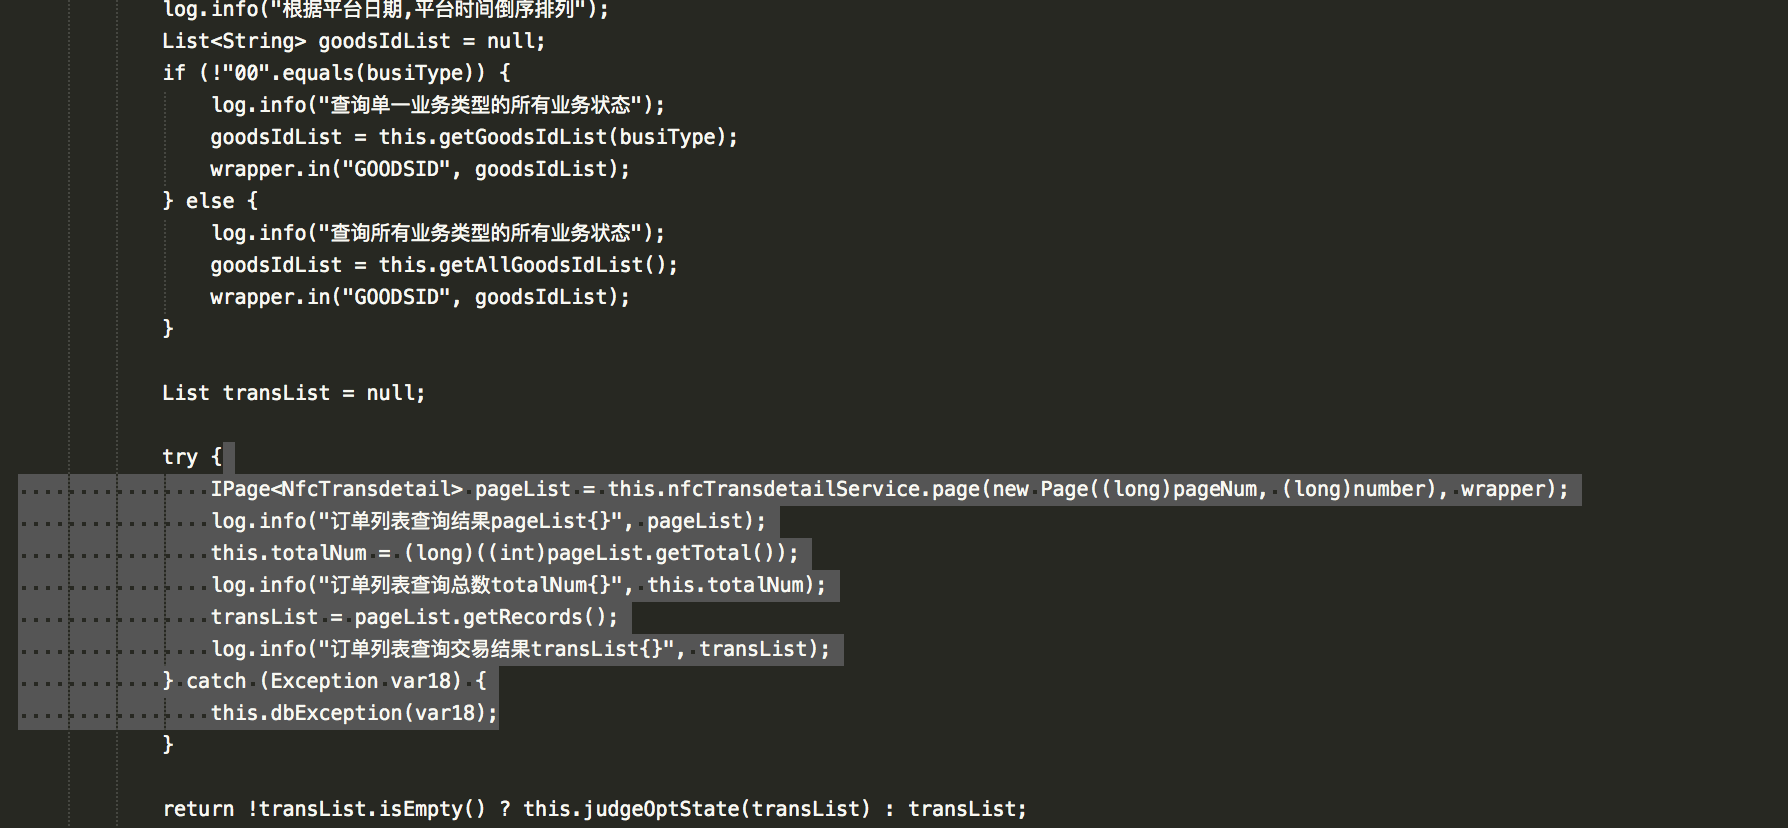 log.info("根据平台日期,平台时间倒序排列");
List<String> goodsIdList = null;
if (!"00".equals(busiType)) {
log.info("查询单一业务类型的所有业务状态");
goodsIdList = this.getGoodsIdList(busiType);
wrapper.in("GOODSID", goodsIdList);
} else {
log.info("查询所有业务类型的所有业务状态");
goodsIdList = this.getAllGoodsIdList();
wrapper.in("GOODSID", goodsIdList);
}
List transList = null;
try {
IPage<NfcTransdetail> pageList = this.nfcTransdetailService.page(new Page((long)pageNum, (long)number), wrapper);
log.info("订单列表查询结果pageList{}", pageList);
this.totalNum = (long)((int)pageList.getTotal());
log.info("订单列表查询总数totalNum{}", this.totalNum);
transList = pageList.getRecords();
log.info("订单列表查询交易结果transList{}", transList);
} catch (Exception var18) {
this.dbException(var18);
}
return !transList.isEmpty() ? this.judgeOptState(transList) : transList;